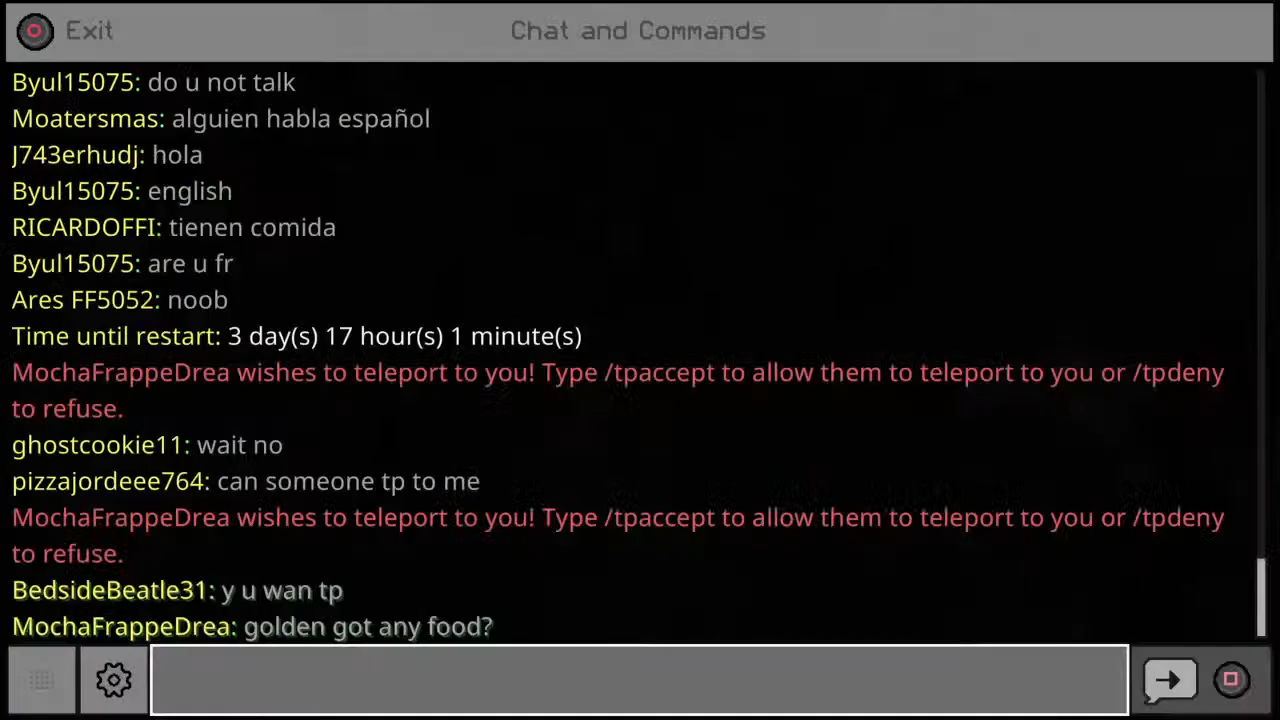 Exit
Chat and Commands
Byul15075: do u not talk
Moatersmas: alguien habla español
J743erhudj: hola
Byul15075: english
RICARDOFFI: tienen comida
Byul15075: are u fr
Ares FF5052: noob
Time until restart: 3 day(s) 17 hour(s) 1 minute(s)
MochaFrappeDrea wishes to teleport to you! Type /tpaccept to allow them to teleport to you or /tpdeny
to refuse.
ghostcookie11: wait no
pizzajordeee764: can someone tp to me
MochaFrappeDrea wishes to teleport to you! Type /tpaccept to allow them to teleport to you or /tpdeny
to refuse.
BedsideBeatle31: y u wan tp
MochaFrappeDrea: golden got any food?